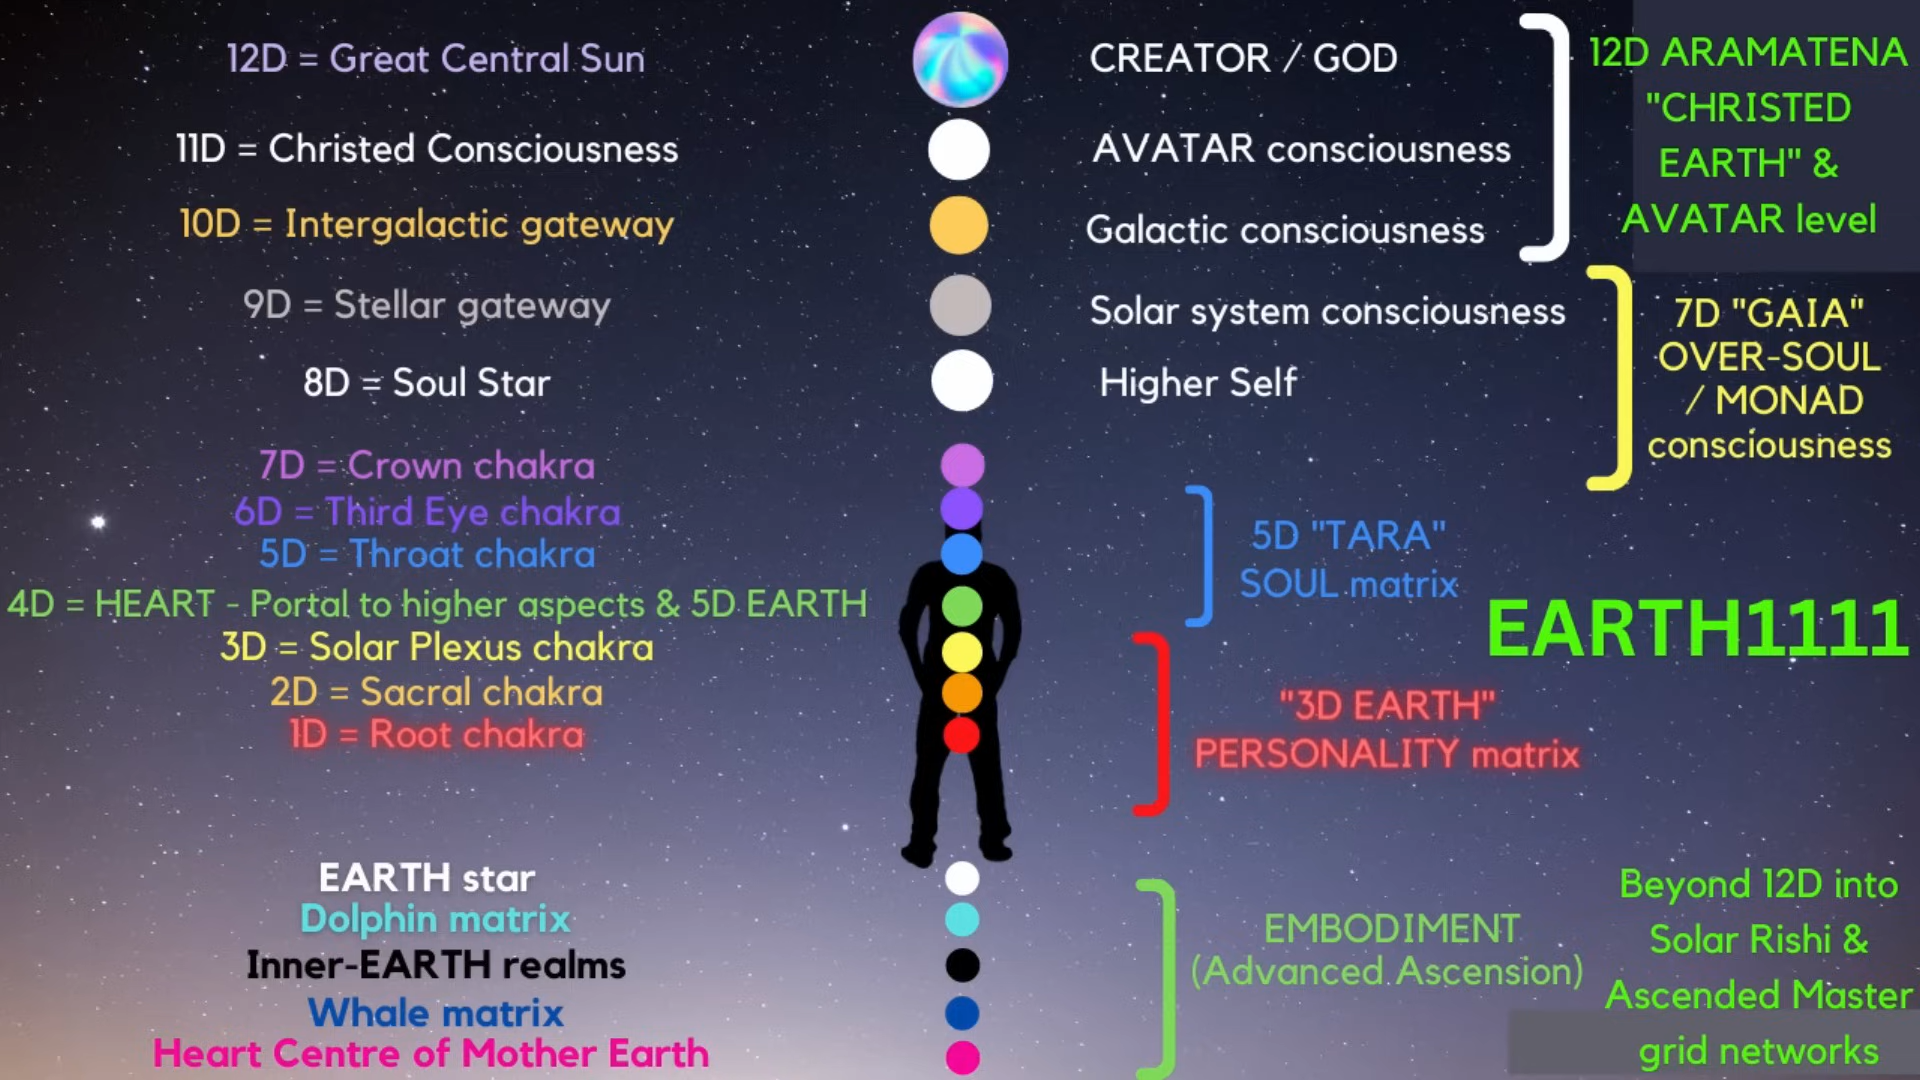 12D = Great Central Sun
CREATOR / GOD
11D = Christed Consciousness
AVATAR consciousness
10D = Intergalactic gateway
Galactic consciousness
12D ARAMATENA
"CHRISTED
EARTH" &
AVATAR level
9D = Stellar gateway
Solar system consciousness
8D = Soul Star
Higher Self
7D "GAIA"
OVER-SOUL
/ MONAD
consciousness
7D = Crown chakra
6D = Third Eye chakra
5D = Throat chakra
5D "TARA"
SOUL matrix
4D = HEART - Portal to higher aspects & 5D EARTH
EARTH1111
3D = Solar Plexus chakra
2D = Sacral chakra
1D = Root chakra
"3D EARTH"
PERSONALITY matrix
EARTH star
Dolphin matrix
Inner-EARTH realms
Whale matrix
Heart Centre of Mother Earth
EMBODIMENT
(Advanced Ascension)
Beyond 12D into
Solar Rishi &
Ascended Master
grid networks